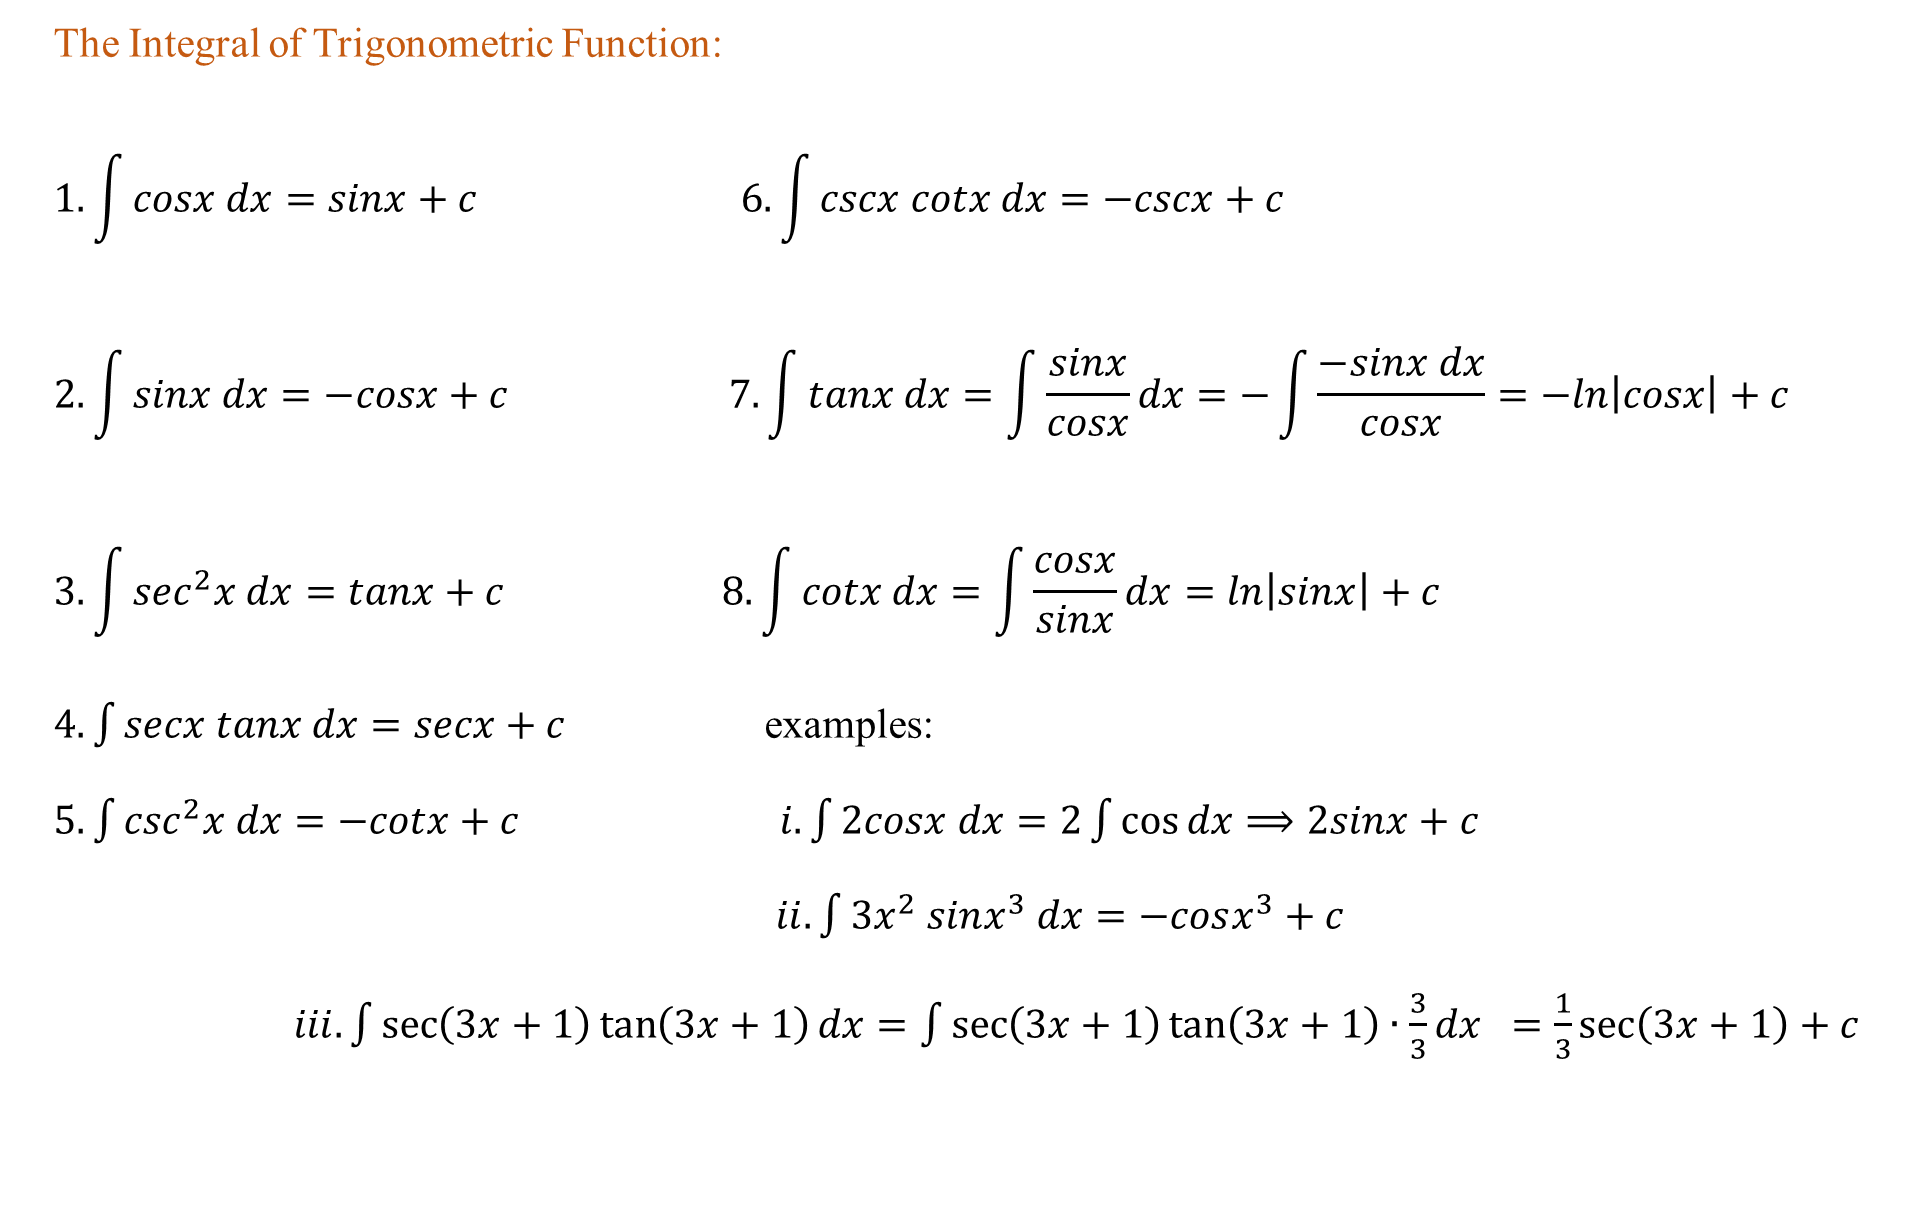 The Integral of Trigonometric Function:
1. ∫ cosx dx = sinx + c
6. ∫ cscx cotx dx = −cscx + c
2. ∫ sinx dx = −cosx + c
7. ∫ tanx dx = ∫ sinx/cosx dx = − ∫ −sinx dx/cosx = −ln|cosx| + c
3. ∫ sec²x dx = tanx + c
8. ∫ cotx dx = ∫ cosx/sinx dx = ln|sinx| + c
4. ∫ secx tanx dx = secx + c
examples:
5. ∫ csc²x dx = −cotx + c
i. ∫ 2cosx dx = 2 ∫ cos dx ⟹ 2sinx + c
ii. ∫ 3x² sinx³ dx = −cosx³ + c
iii. ∫ sec(3x + 1) tan(3x + 1) dx = ∫ sec(3x + 1) tan(3x + 1) · 3/3 dx = 1/3 sec(3x + 1) + c